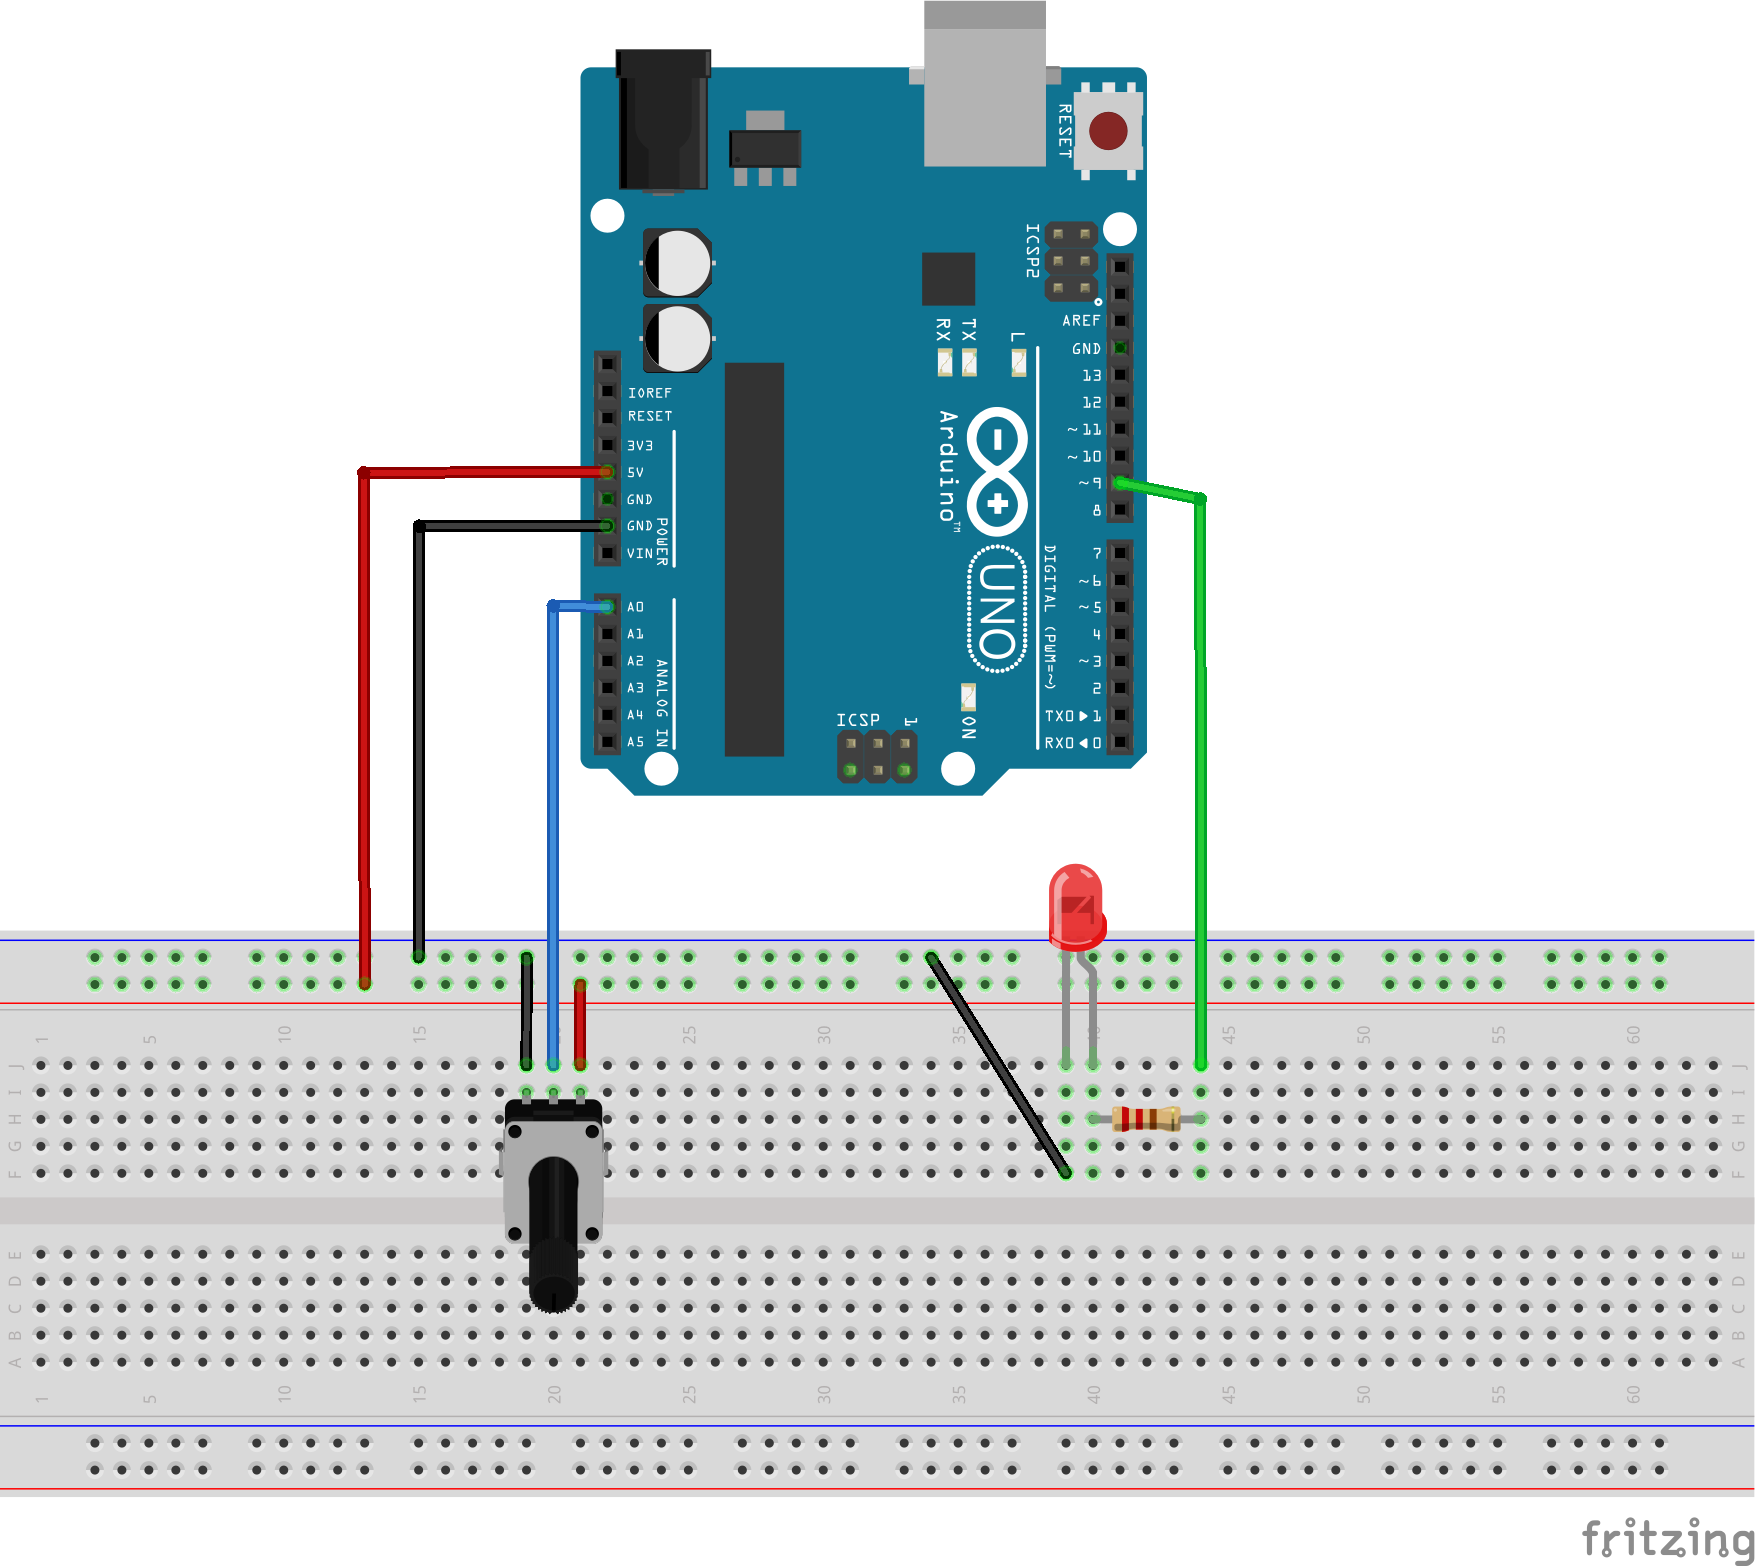 RESET
ICSP2
AREF
GND
13
12
~11
~10
~9
8
7
~6
~5
4
~3
2
TX0▶1
RX0◀0
DIGITAL (PWM=~)
RX
TX
L
Arduino™
UNO
ON
ICSP
1
IOREF
RESET
3V3
5V
GND
GND
VIN
POWER
A0
A1
A2
A3
A4
A5
ANALOG IN
1 5 10 15 25 30 35 40 45 50 55 60
J J
I I
H H
G G
F F
E E
D D
C C
B B
A A
1 5 10 15 20 25 30 35 40 45 50 55 60
fritzing